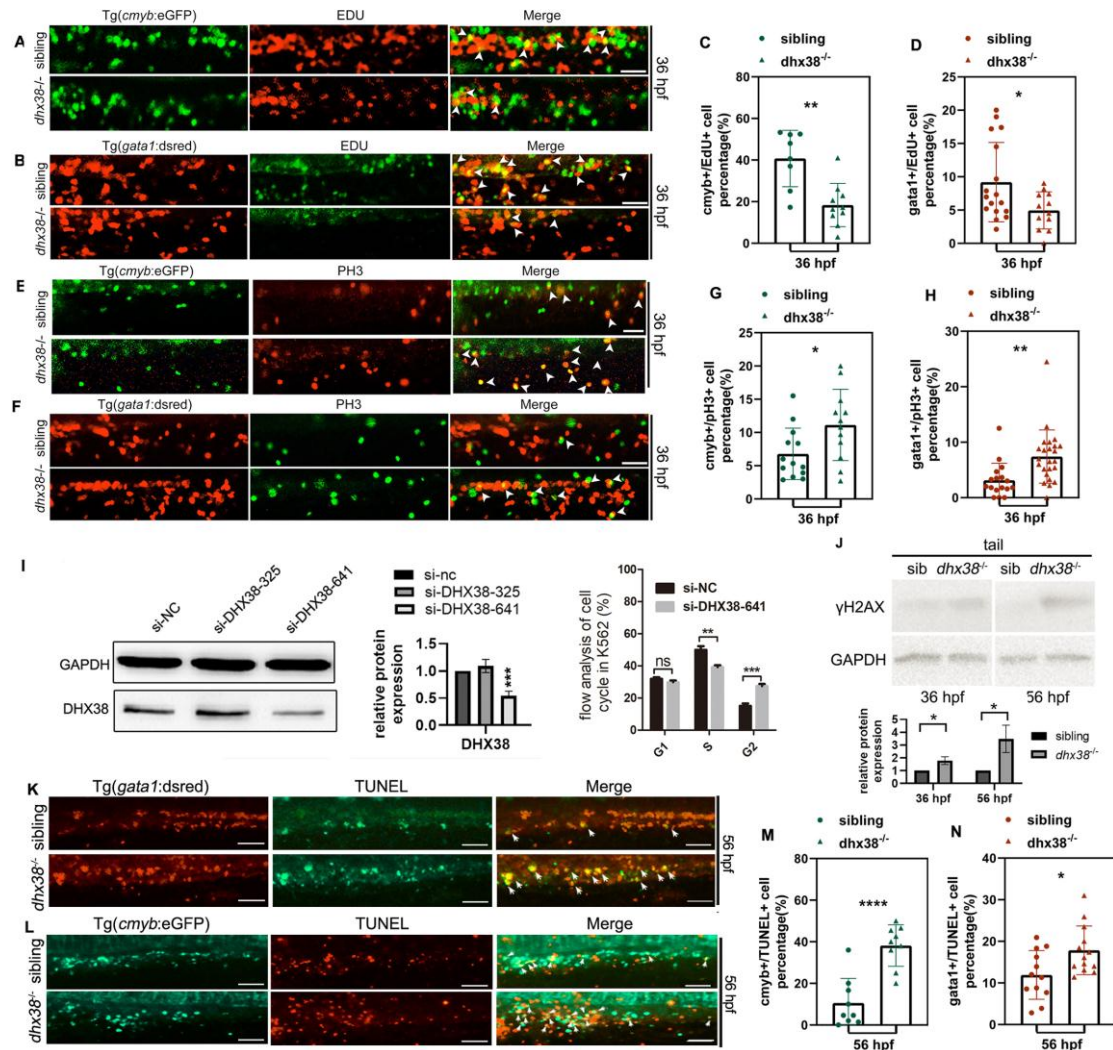 A
Tg(cmyb:eGFP)
EDU
Merge
sibling
dhx38-/-
36 hpf
B
Tg(gata1:dsred)
EDU
Merge
sibling
dhx38-/-
36 hpf
C
sibling
dhx38-/-
cmyb+/EdU+ cell
percentage(%)
80
60
40
20
0
**
36 hpf
D
sibling
dhx38-/-
gata1+/EdU+ cell
percentage(%)
25
20
15
10
5
0
*
36 hpf
E
Tg(cmyb:eGFP)
PH3
Merge
sibling
dhx38-/-
36 hpf
F
Tg(gata1:dsred)
PH3
Merge
sibling
dhx38-/-
36 hpf
G
sibling
dhx38-/-
cmyb+/pH3+ cell
percentage(%)
25
20
15
10
5
0
*
36 hpf
H
sibling
dhx38-/-
gata1+/pH3+ cell
percentage(%)
30
20
10
0
**
36 hpf
I
si-NC
si-DHX38-325
si-DHX38-641
GAPDH
DHX38
si-nc
si-DHX38-325
si-DHX38-641
relative protein
expression
1.5
1.0
0.5
0.0
***
DHX38
si-NC
si-DHX38-641
flow analysis of cell
cycle in K562 (%)
100
80
60
40
20
0
ns
**
***
G1
S
G2
J
tail
sib
dhx38-/-
sib
dhx38-/-
γH2AX
GAPDH
36 hpf
56 hpf
relative protein
expression
5
4
3
2
1
0
*
*
36 hpf
56 hpf
sibling
dhx38-/-
K
Tg(gata1:dsred)
TUNEL
Merge
sibling
dhx38-/-
56 hpf
L
Tg(cmyb:eGFP)
TUNEL
Merge
sibling
dhx38-/-
56 hpf
M
sibling
dhx38-/-
cmyb+/TUNEL+ cell
percentage(%)
80
60
40
20
0
****
56 hpf
N
sibling
dhx38-/-
gata1+/TUNEL+ cell
percentage(%)
40
30
20
10
0
*
56 hpf